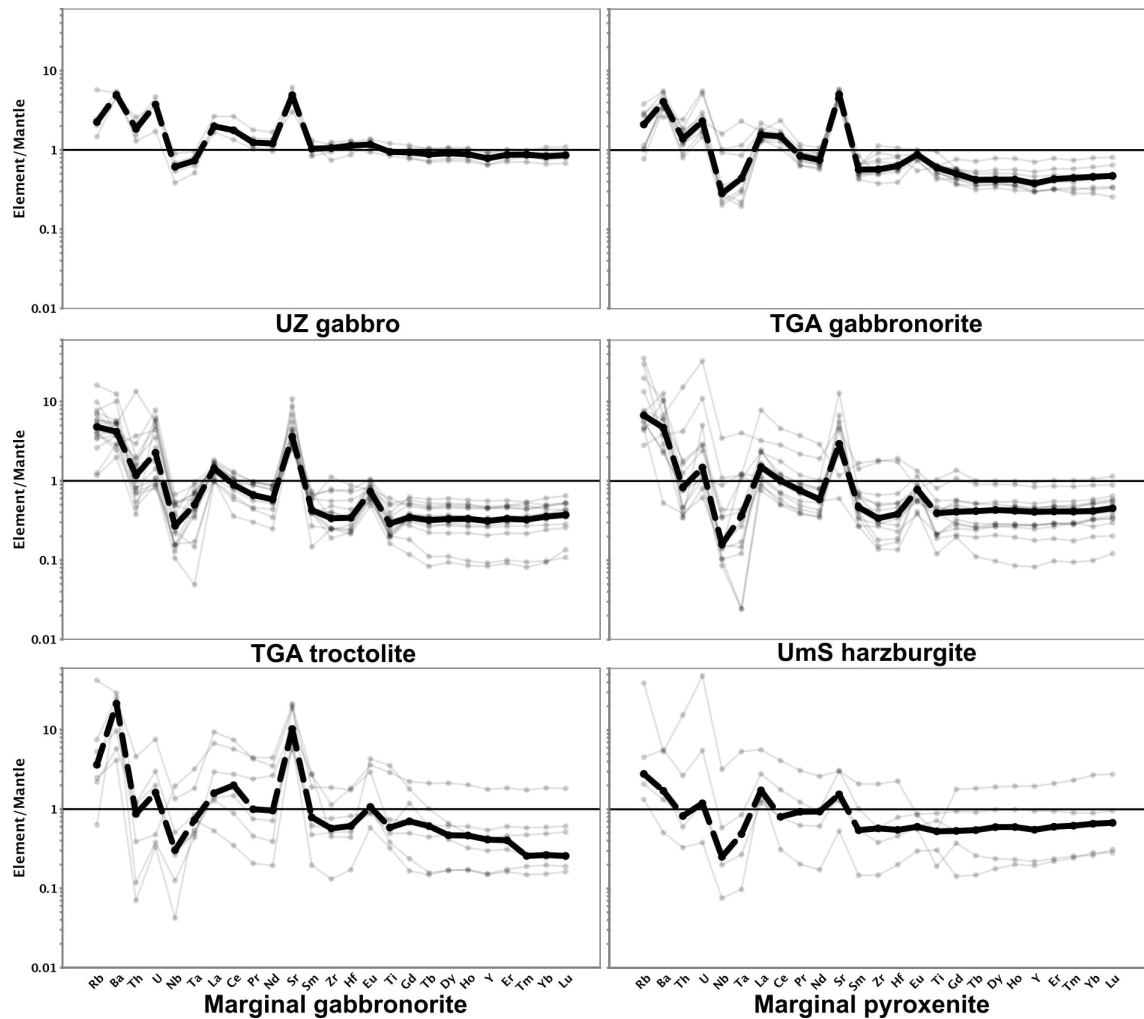 Element/Mantle
10
1
0.1
0.01
UZ gabbro
TGA gabbronorite
Element/Mantle
10
1
0.1
0.01
TGA troctolite
UmS harzburgite
Element/Mantle
10
1
0.1
0.01
Rb Ba Th U Nb Ta La Ce Pr Nd Sr Sm Zr Hf Eu Ti Gd Tb Dy Ho Y Er Tm Yb Lu
Rb Ba Th U Nb Ta La Ce Pr Nd Sr Sm Zr Hf Eu Ti Gd Tb Dy Ho Y Er Tm Yb Lu
Marginal gabbronorite
Marginal pyroxenite